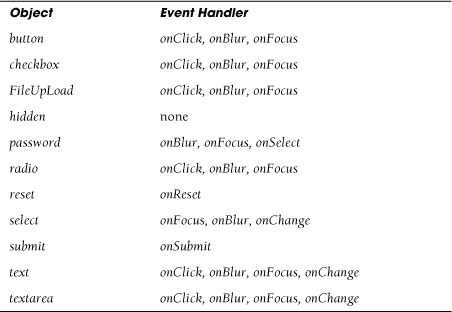 Object Event Handler
button onClick, onBlur, onFocus
checkbox onClick, onBlur, onFocus
FileUpLoad onClick, onBlur, onFocus
hidden none
password onBlur, onFocus, onSelect
radio onClick, onBlur, onFocus
reset onReset
select onFocus, onBlur, onChange
submit onSubmit
text onClick, onBlur, onFocus, onChange
textarea onClick, onBlur, onFocus, onChange